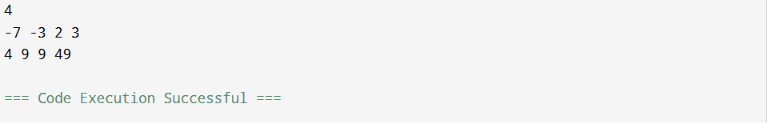 4
-7 -3 2 3
4 9 9 49
=== Code Execution Successful ===